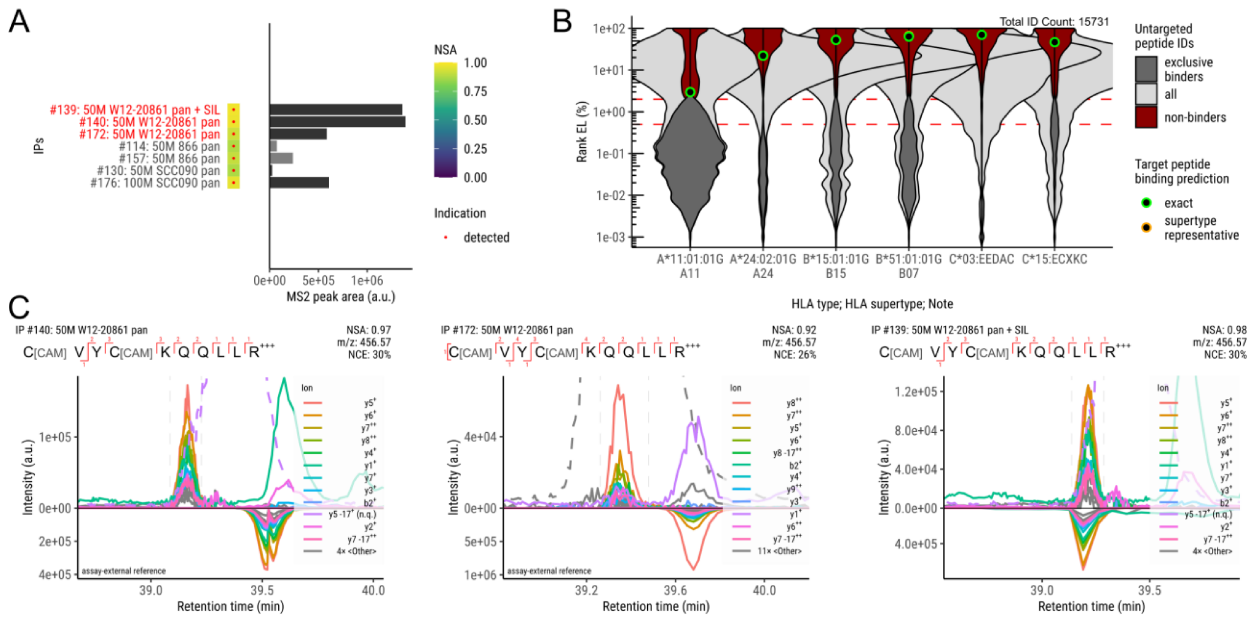 A
NSA
1.00
0.75
0.50
0.25
0.00
IPs
#139: 50M W12-20861 pan + SIL
#140: 50M W12-20861 pan
#172: 50M W12-20861 pan
#114: 50M 866 pan
#157: 50M 866 pan
#130: 50M SCC090 pan
#176: 100M SCC090 pan
Indication
detected
0e+00
5e+05
1e+06
MS2 peak area (a.u.)
B
Total ID Count: 15731
Rank EL (%)
1e+02
1e+01
1e+00
1e-01
1e-02
1e-03
A*11:01:01G
A11
A*24:02:01G
A24
B*15:01:01G
B15
B*51:01:01G
B07
C*03:EEDAC
C*15:ECXKC
HLA type; HLA supertype; Note
Untargeted
peptide IDs
exclusive
binders
all
non-binders
Target peptide
binding prediction
exact
supertype
representative
C
IP #140: 50M W12-20861 pan
NSA: 0.97
m/z: 456.57
NCE: 30%
C[CAM] V Y C[CAM] K Q Q L L R+++
Intensity (a.u.)
1e+05
0e+00
2e+05
4e+05
assay-external reference
39.0
39.5
40.0
Retention time (min)
Ion
y5+
y6+
y7++
y8++
y4+
y1+
y7+
y3+
b2+
y5 -17+ (n.q.)
y2+
y7 -17++
4× <Other>
IP #172: 50M W12-20861 pan
NSA: 0.92
m/z: 456.57
NCE: 26%
C[CAM] V Y C[CAM] K Q Q L L R+++
Intensity (a.u.)
4e+04
0e+00
5e+05
1e+06
assay-external reference
39.2
39.6
40.0
Retention time (min)
Ion
y8++
y7++
y5+
y6+
y8 -17++
b2+
y4+
y9++
y3+
y1+
y6++
y7 -17++
11× <Other>
IP #139: 50M W12-20861 pan + SIL
NSA: 0.98
m/z: 456.57
NCE: 30%
C[CAM] V Y C[CAM] K Q Q L L R+++
Intensity (a.u.)
1.2e+05
8.0e+04
4.0e+04
0.0e+00
4.0e+05
39.0
39.5
Retention time (min)
Ion
y5+
y6+
y7++
y8++
y4+
y1+
y7+
y3+
b2+
y5 -17+ (n.q.)
y2+
y7 -17++
4× <Other>